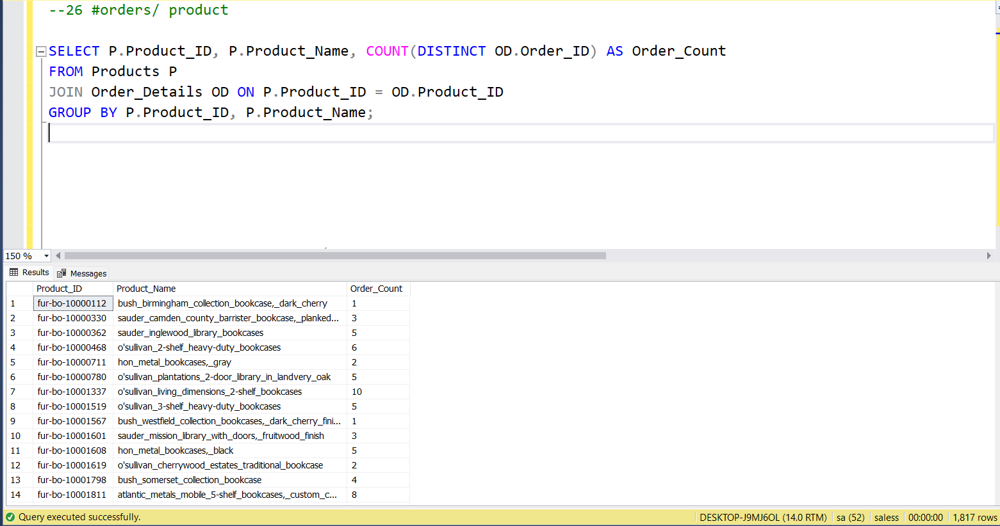 --26 #orders/ product
SELECT P.Product_ID, P.Product_Name, COUNT(DISTINCT OD.Order_ID) AS Order_Count
FROM Products P
JOIN Order_Details OD ON P.Product_ID = OD.Product_ID
GROUP BY P.Product_ID, P.Product_Name;
150 %
Results Messages
Product_ID Product_Name Order_Count
1 fur-bo-10000112 bush_birmingham_collection_bookcase,_dark_cherry 1
2 fur-bo-10000330 sauder_camden_county_barrister_bookcase,_planked... 3
3 fur-bo-10000362 sauder_inglewood_library_bookcases 5
4 fur-bo-10000468 o'sullivan_2-shelf_heavy-duty_bookcases 6
5 fur-bo-10000711 hon_metal_bookcases,_gray 2
6 fur-bo-10000780 o'sullivan_plantations_2-door_library_in_landvery_oak 5
7 fur-bo-10001337 o'sullivan_living_dimensions_2-shelf_bookcases 10
8 fur-bo-10001519 o'sullivan_3-shelf_heavy-duty_bookcases 5
9 fur-bo-10001567 bush_westfield_collection_bookcases,_dark_cherry_fini... 1
10 fur-bo-10001601 sauder_mission_library_with_doors,_fruitwood_finish 3
11 fur-bo-10001608 hon_metal_bookcases,_black 5
12 fur-bo-10001619 o'sullivan_cherrywood_estates_traditional_bookcase 2
13 fur-bo-10001798 bush_somerset_collection_bookcase 4
14 fur-bo-10001811 atlantic_metals_mobile_5-shelf_bookcases,_custom_c... 8
Query executed successfully. DESKTOP-J9MJ6OL (14.0 RTM) sa (52) saless 00:00:00 1,817 rows